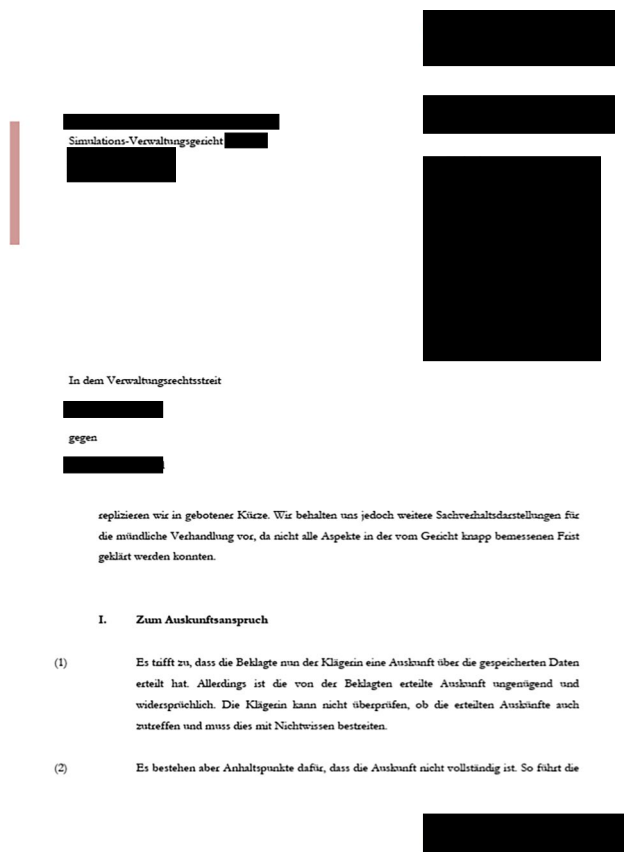 Simulations-Verwaltungsgericht
In dem Verwaltungsrechtsstreit
gegen
replizieren wir in gebotener Kürze. Wir behalten uns jedoch weitere Sachverhaltsdarstellungen für
die mündliche Verhandlung vor, da nicht alle Aspekte in der vom Gericht knapp bemessenen Frist
geklärt werden konnten.
I. Zum Auskunftsanspruch
(1) Es trifft zu, dass die Beklagte nun der Klägerin eine Auskunft über die gespeicherten Daten
erteilt hat. Allerdings ist die von der Beklagten erteilte Auskunft ungenügend und
widersprüchlich. Die Klägerin kann nicht überprüfen, ob die erteilten Auskünfte auch
zutreffen und muss dies mit Nichtwissen bestreiten.
(2) Es bestehen aber Anhaltspunkte dafür, dass die Auskunft nicht vollständig ist. So führt die